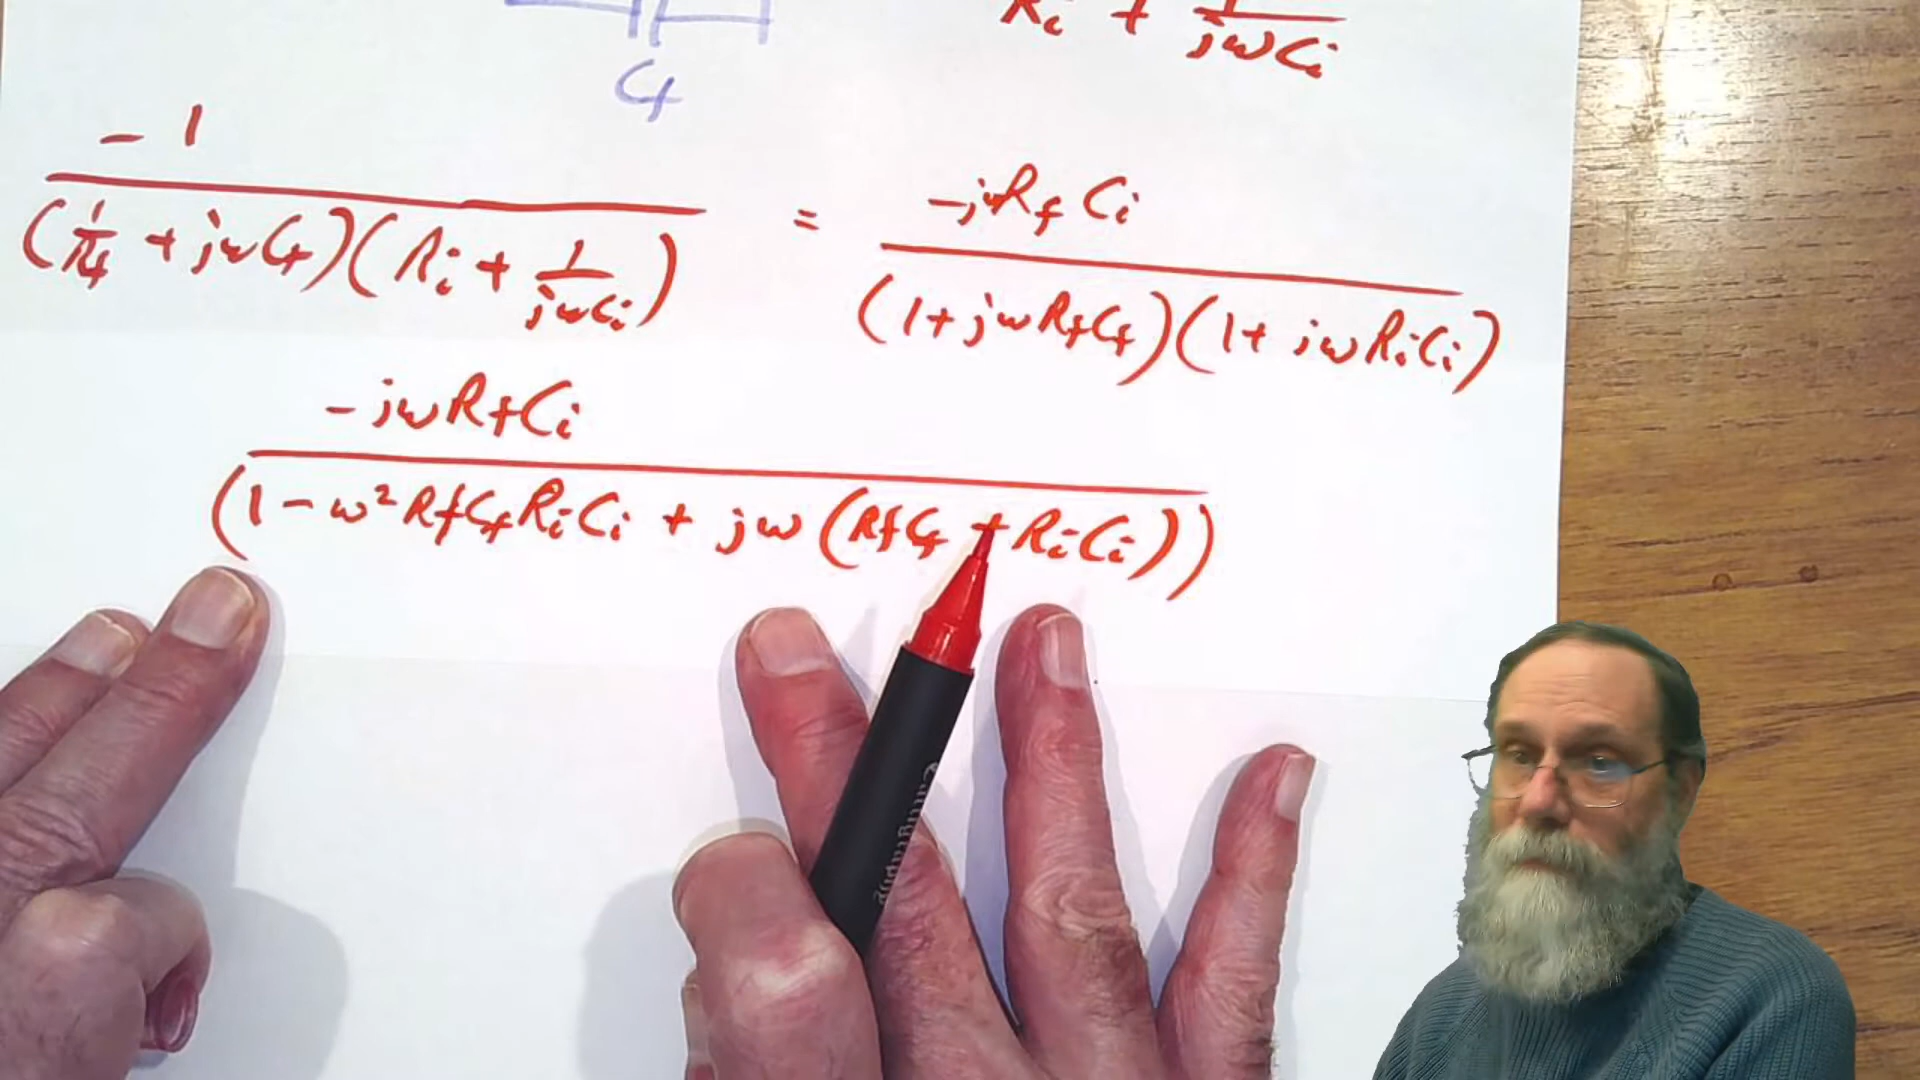 Ri + 1/jωCi
Cf
-1 / (1/Rf + jωCf)(Ri + 1/jωCi) = -jωRfCi / (1+jωRfCf)(1+jωRiCi)
-jωRfCi / (1-ω²RfCfRiCi + jω(RfCf + RiCi))